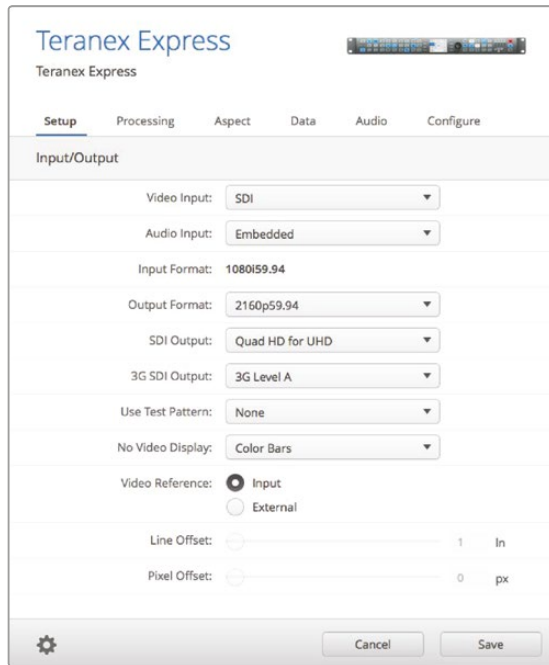 Teranex Express
Teranex Express
Setup Processing Aspect Data Audio Configure
Input/Output
Video Input: SDI
Audio Input: Embedded
Input Format: 1080i59.94
Output Format: 2160p59.94
SDI Output: Quad HD for UHD
3G SDI Output: 3G Level A
Use Test Pattern: None
No Video Display: Color Bars
Video Reference: Input
External
Line Offset: 1 ln
Pixel Offset: 0 px
Cancel Save